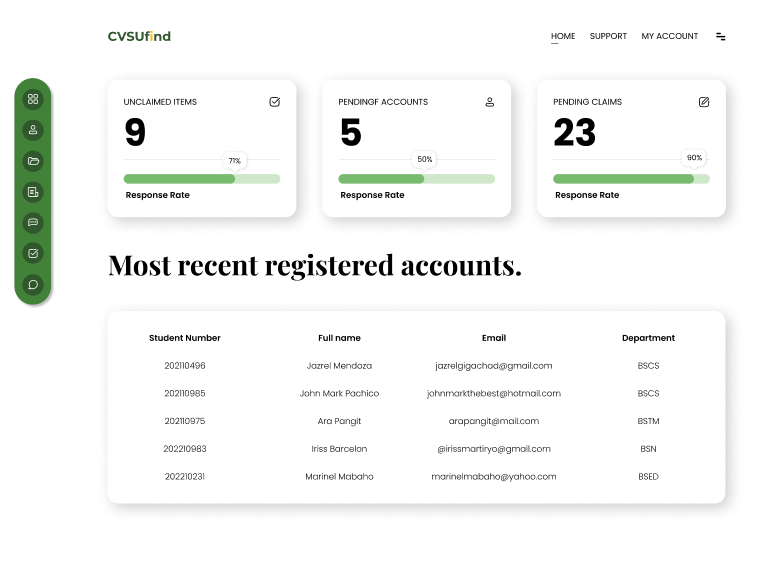 CVSUfind
HOME SUPPORT MY ACCOUNT
UNCLAIMED ITEMS
9
71%
Response Rate
PENDINGF ACCOUNTS
5
50%
Response Rate
PENDING CLAIMS
23
90%
Response Rate
Most recent registered accounts.
Student Number Full name Email Department
202110496 Jazrel Mendoza jazrelgigachad@gmail.com BSCS
202110985 John Mark Pachico johnmarkthebest@hotmail.com BSCS
202110975 Ara Pangit arapangit@mail.com BSTM
202210983 Iriss Barcelon @irissmartiryo@gmail.com BSN
202210231 Marinel Mabaho marinelmabaho@yahoo.com BSED